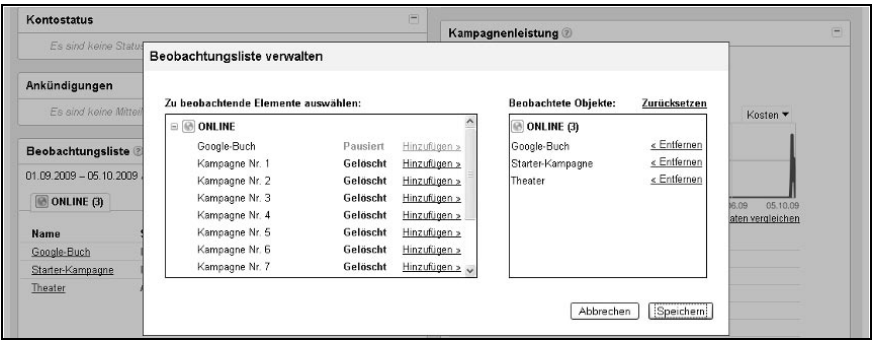 Kontostatus
Es sind keine Status
Ankündigungen
Es sind keine Mittei
Beobachtungsliste
01.09.2009 – 05.10.2009
ONLINE (3)
Name
Google-Buch
Starter-Kampagne
Theater
Kampagnenleistung
Kosten
06.09 05.10.09
aten vergleichen
Beobachtungsliste verwalten
Zu beobachtende Elemente auswählen:
ONLINE
Google-Buch Pausiert Hinzufügen »
Kampagne Nr. 1 Gelöscht Hinzufügen »
Kampagne Nr. 2 Gelöscht Hinzufügen »
Kampagne Nr. 3 Gelöscht Hinzufügen »
Kampagne Nr. 4 Gelöscht Hinzufügen »
Kampagne Nr. 5 Gelöscht Hinzufügen »
Kampagne Nr. 6 Gelöscht Hinzufügen »
Kampagne Nr. 7 Gelöscht Hinzufügen »
Beobachtete Objekte: Zurücksetzen
ONLINE (3)
Google-Buch « Entfernen
Starter-Kampagne « Entfernen
Theater « Entfernen
Abbrechen Speichern